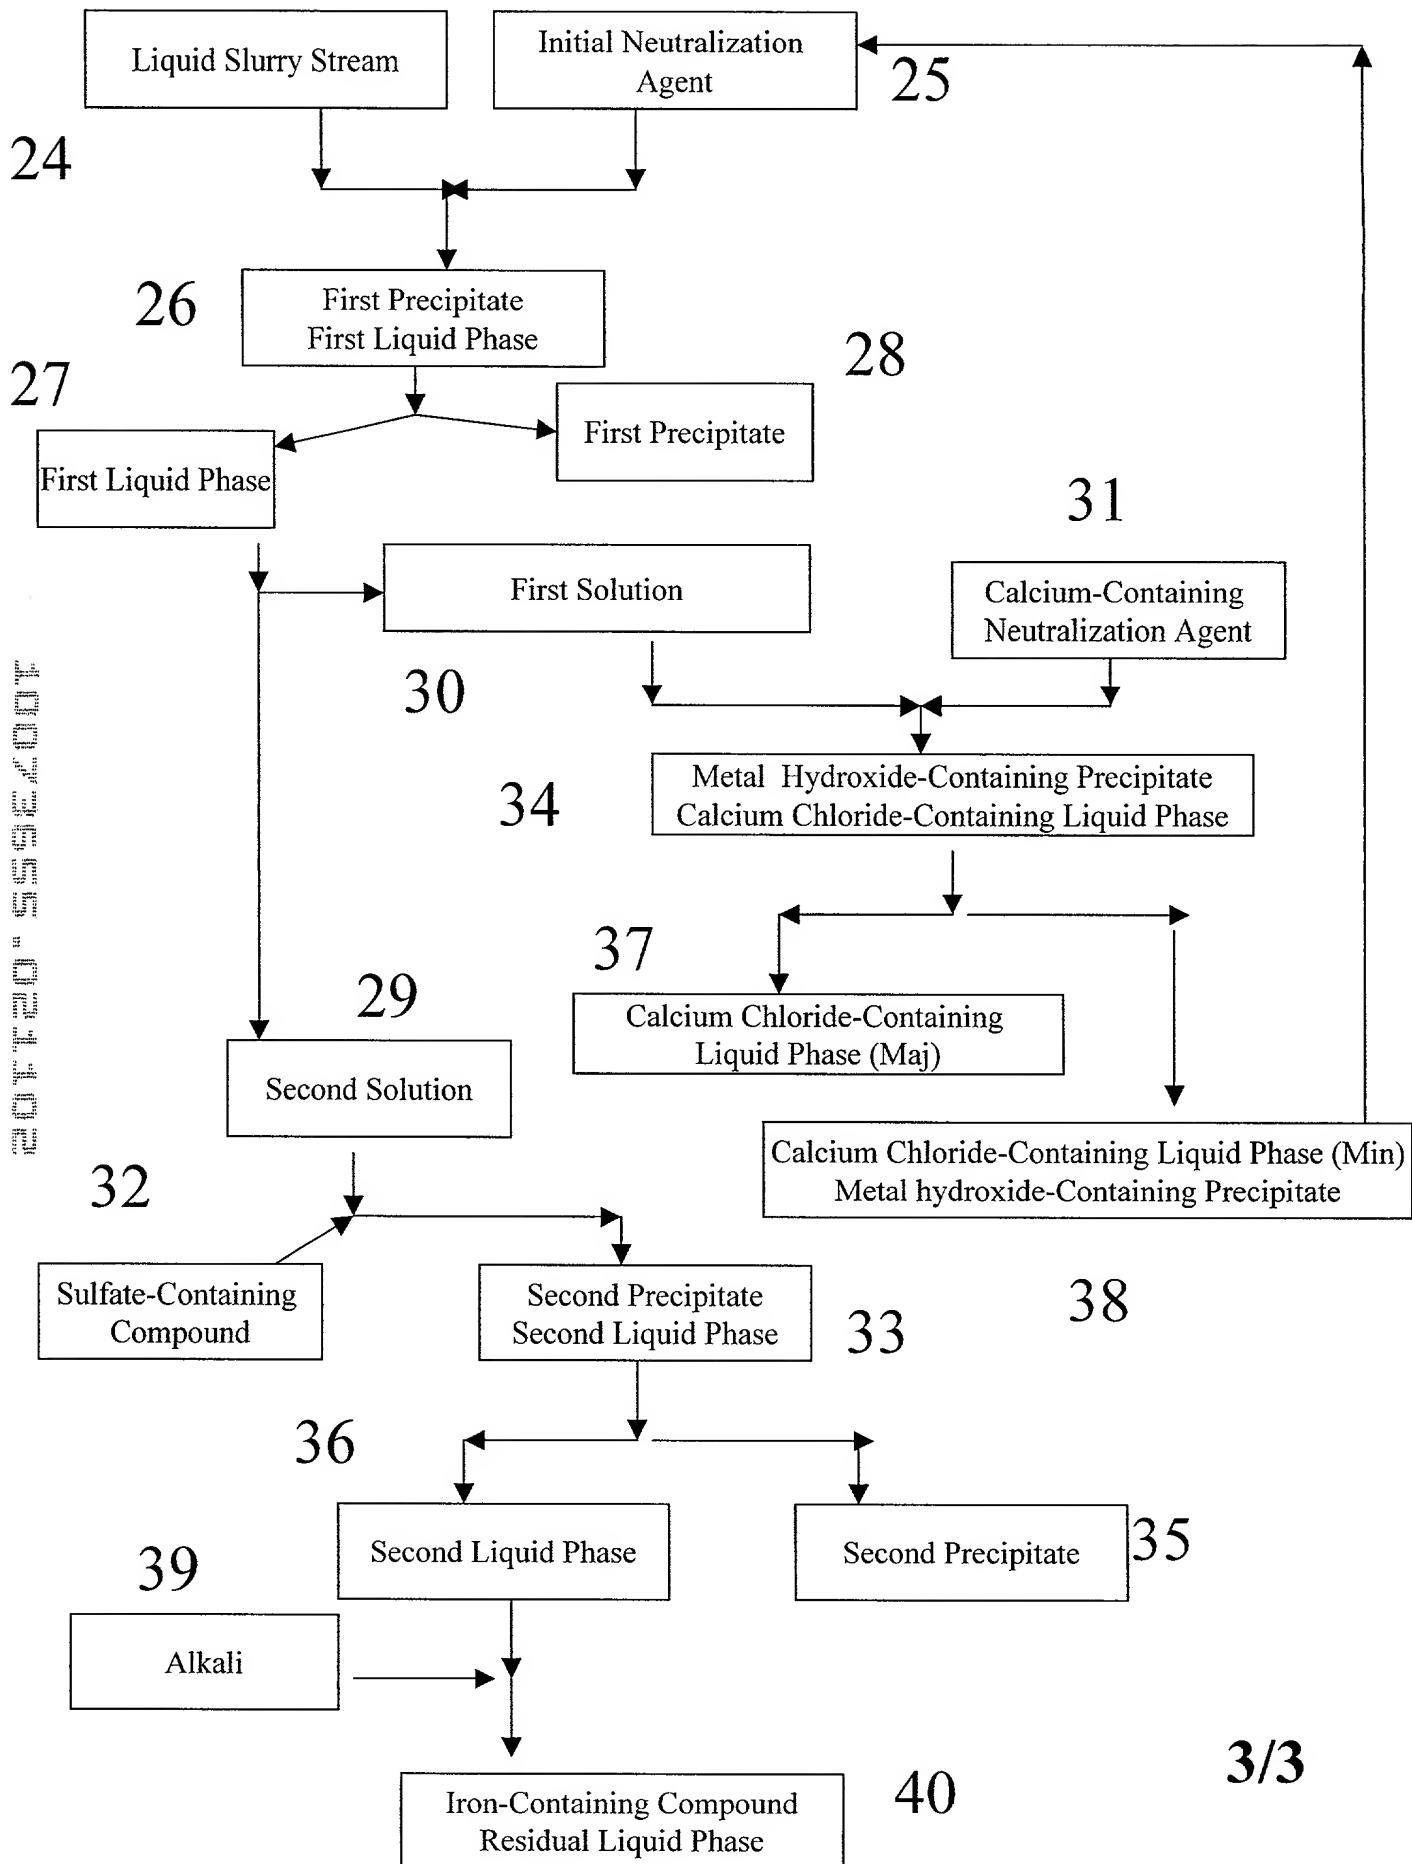 Liquid Slurry Stream
Initial Neutralization
Agent
25
24
26
First Precipitate
First Liquid Phase
28
27
First Precipitate
First Liquid Phase
31
First Solution
Calcium-Containing
Neutralization Agent
30
34
Metal Hydroxide-Containing Precipitate
Calcium Chloride-Containing Liquid Phase
37
29
Calcium Chloride-Containing
Liquid Phase (Maj)
Second Solution
Calcium Chloride-Containing Liquid Phase (Min)
Metal hydroxide-Containing Precipitate
32
Sulfate-Containing
Compound
Second Precipitate
Second Liquid Phase
33
38
36
Second Liquid Phase
Second Precipitate
35
39
Alkali
3/3
Iron-Containing Compound
Residual Liquid Phase
40
10073555.021102